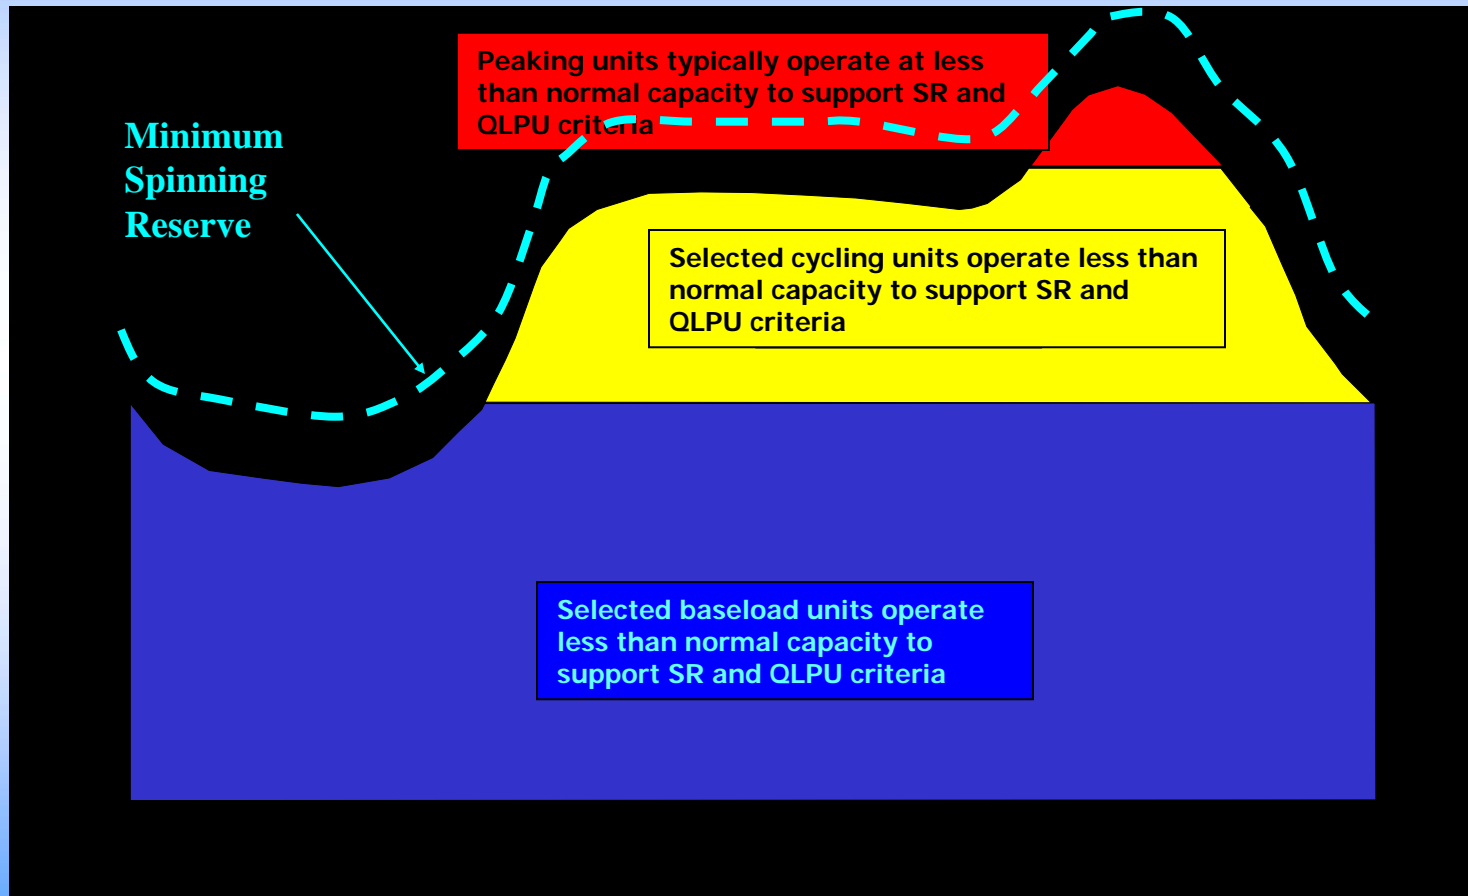 Peaking units typically operate at less
than normal capacity to support SR and
QLPU criteria
Minimum
Spinning
Reserve
Selected cycling units operate less than
normal capacity to support SR and
QLPU criteria
Selected baseload units operate
less than normal capacity to
support SR and QLPU criteria